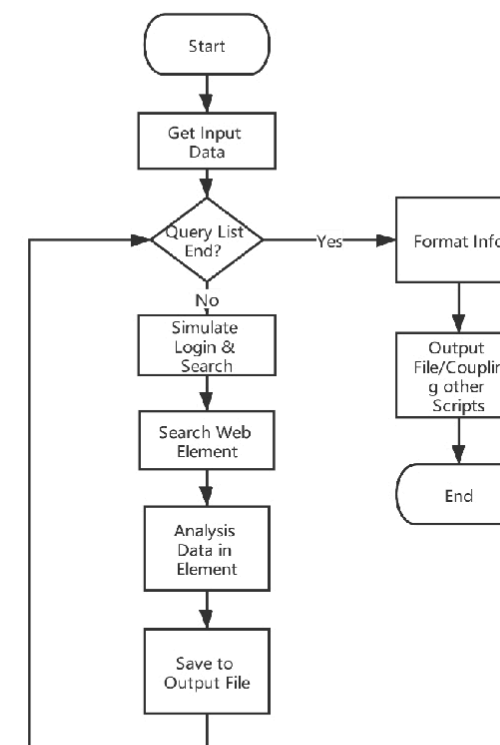 Start
Get Input
Data
Query List
End?
Yes
No
Simulate
Login &
Search
Search Web
Element
Analysis
Data in
Element
Save to
Output File
Format Info
Output
File/Couplin
g other
Scripts
End